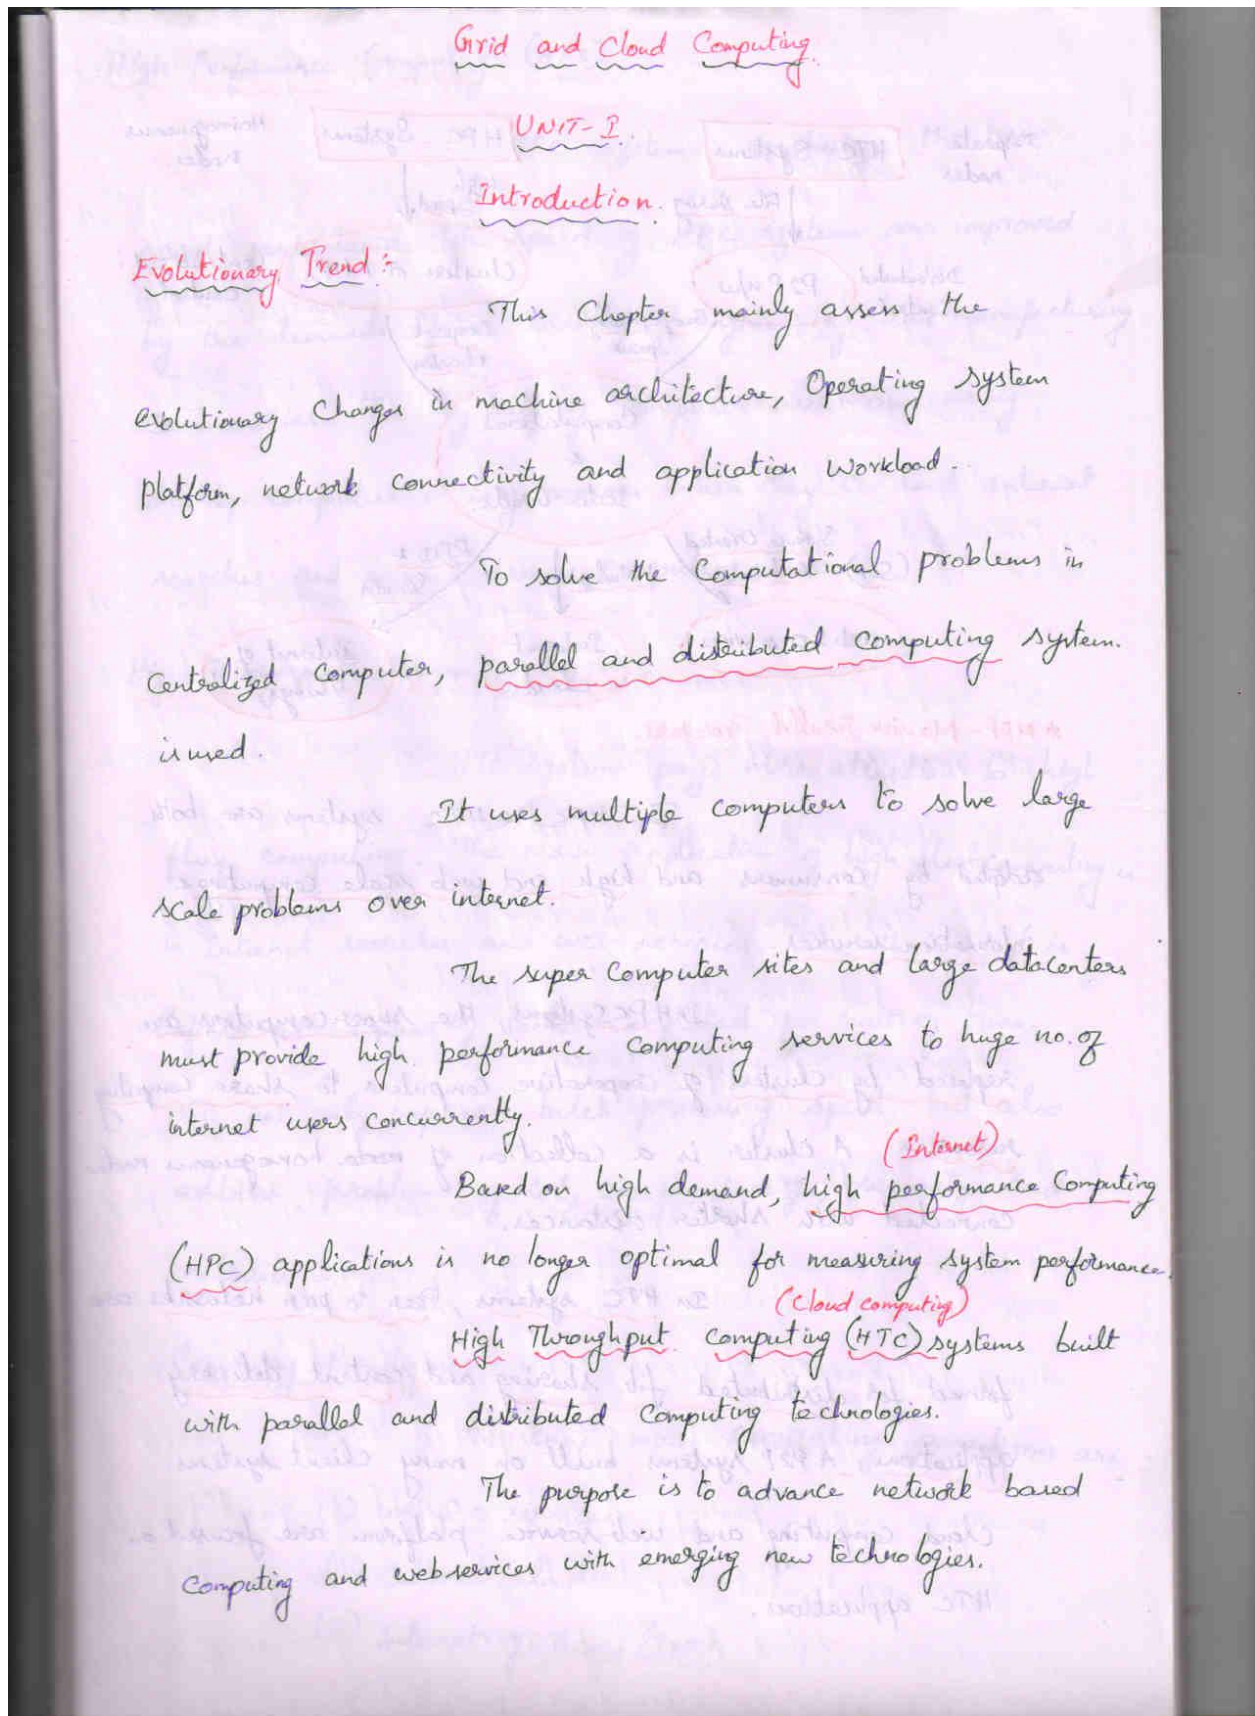 Grid and Cloud Computing.
UNIT-I.
Introduction.
Evolutionary Trend:-
This Chapter mainly assess the
evolutionary Changes in machine architecture, Operating system
platform, network connectivity and application Workload.
To solve the Computational problems in
Centralized Computer, parallel and distributed computing system.
is used.
It uses multiple computers to solve large
scale problems over internet.
The super Computer sites and large datacenters
must provide high performance Computing services to huge no. of
internet users concurrently.
(Internet)
Based on high demand, high performance Computing
(HPC) applications is no longer optimal for measuring system performance.
(Cloud computing)
High Throughput Computing (HTC) systems built
with parallel and distributed Computing technologies.
The purpose is to advance network based
Computing and webservices with emerging new technologies.